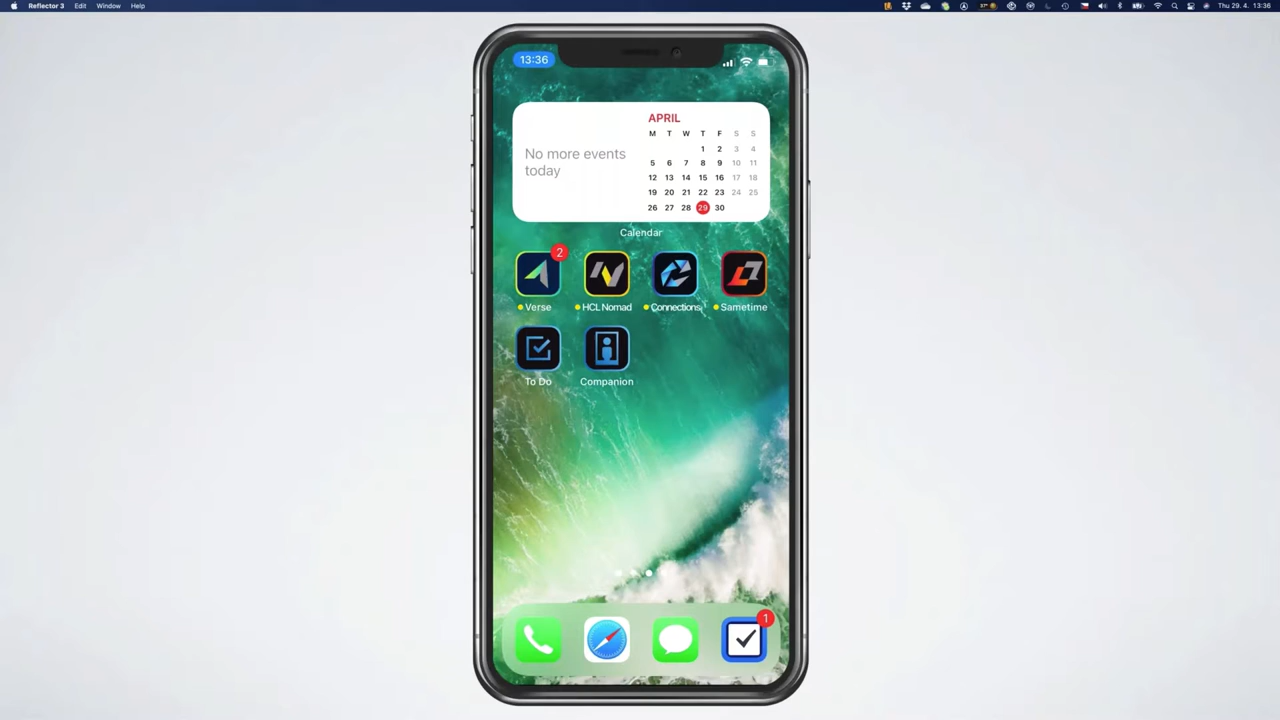 Reflector 3 Edit Window Help
Thu 29. 4. 13:36
13:36
No more events
today
APRIL
M T W T F S S
1 2 3 4
5 6 7 8 9 10 11
12 13 14 15 16 17 18
19 20 21 22 23 24 25
26 27 28 29 30
Calendar
2
Verse HCL Nomad Connections Sametime
To Do Companion
1